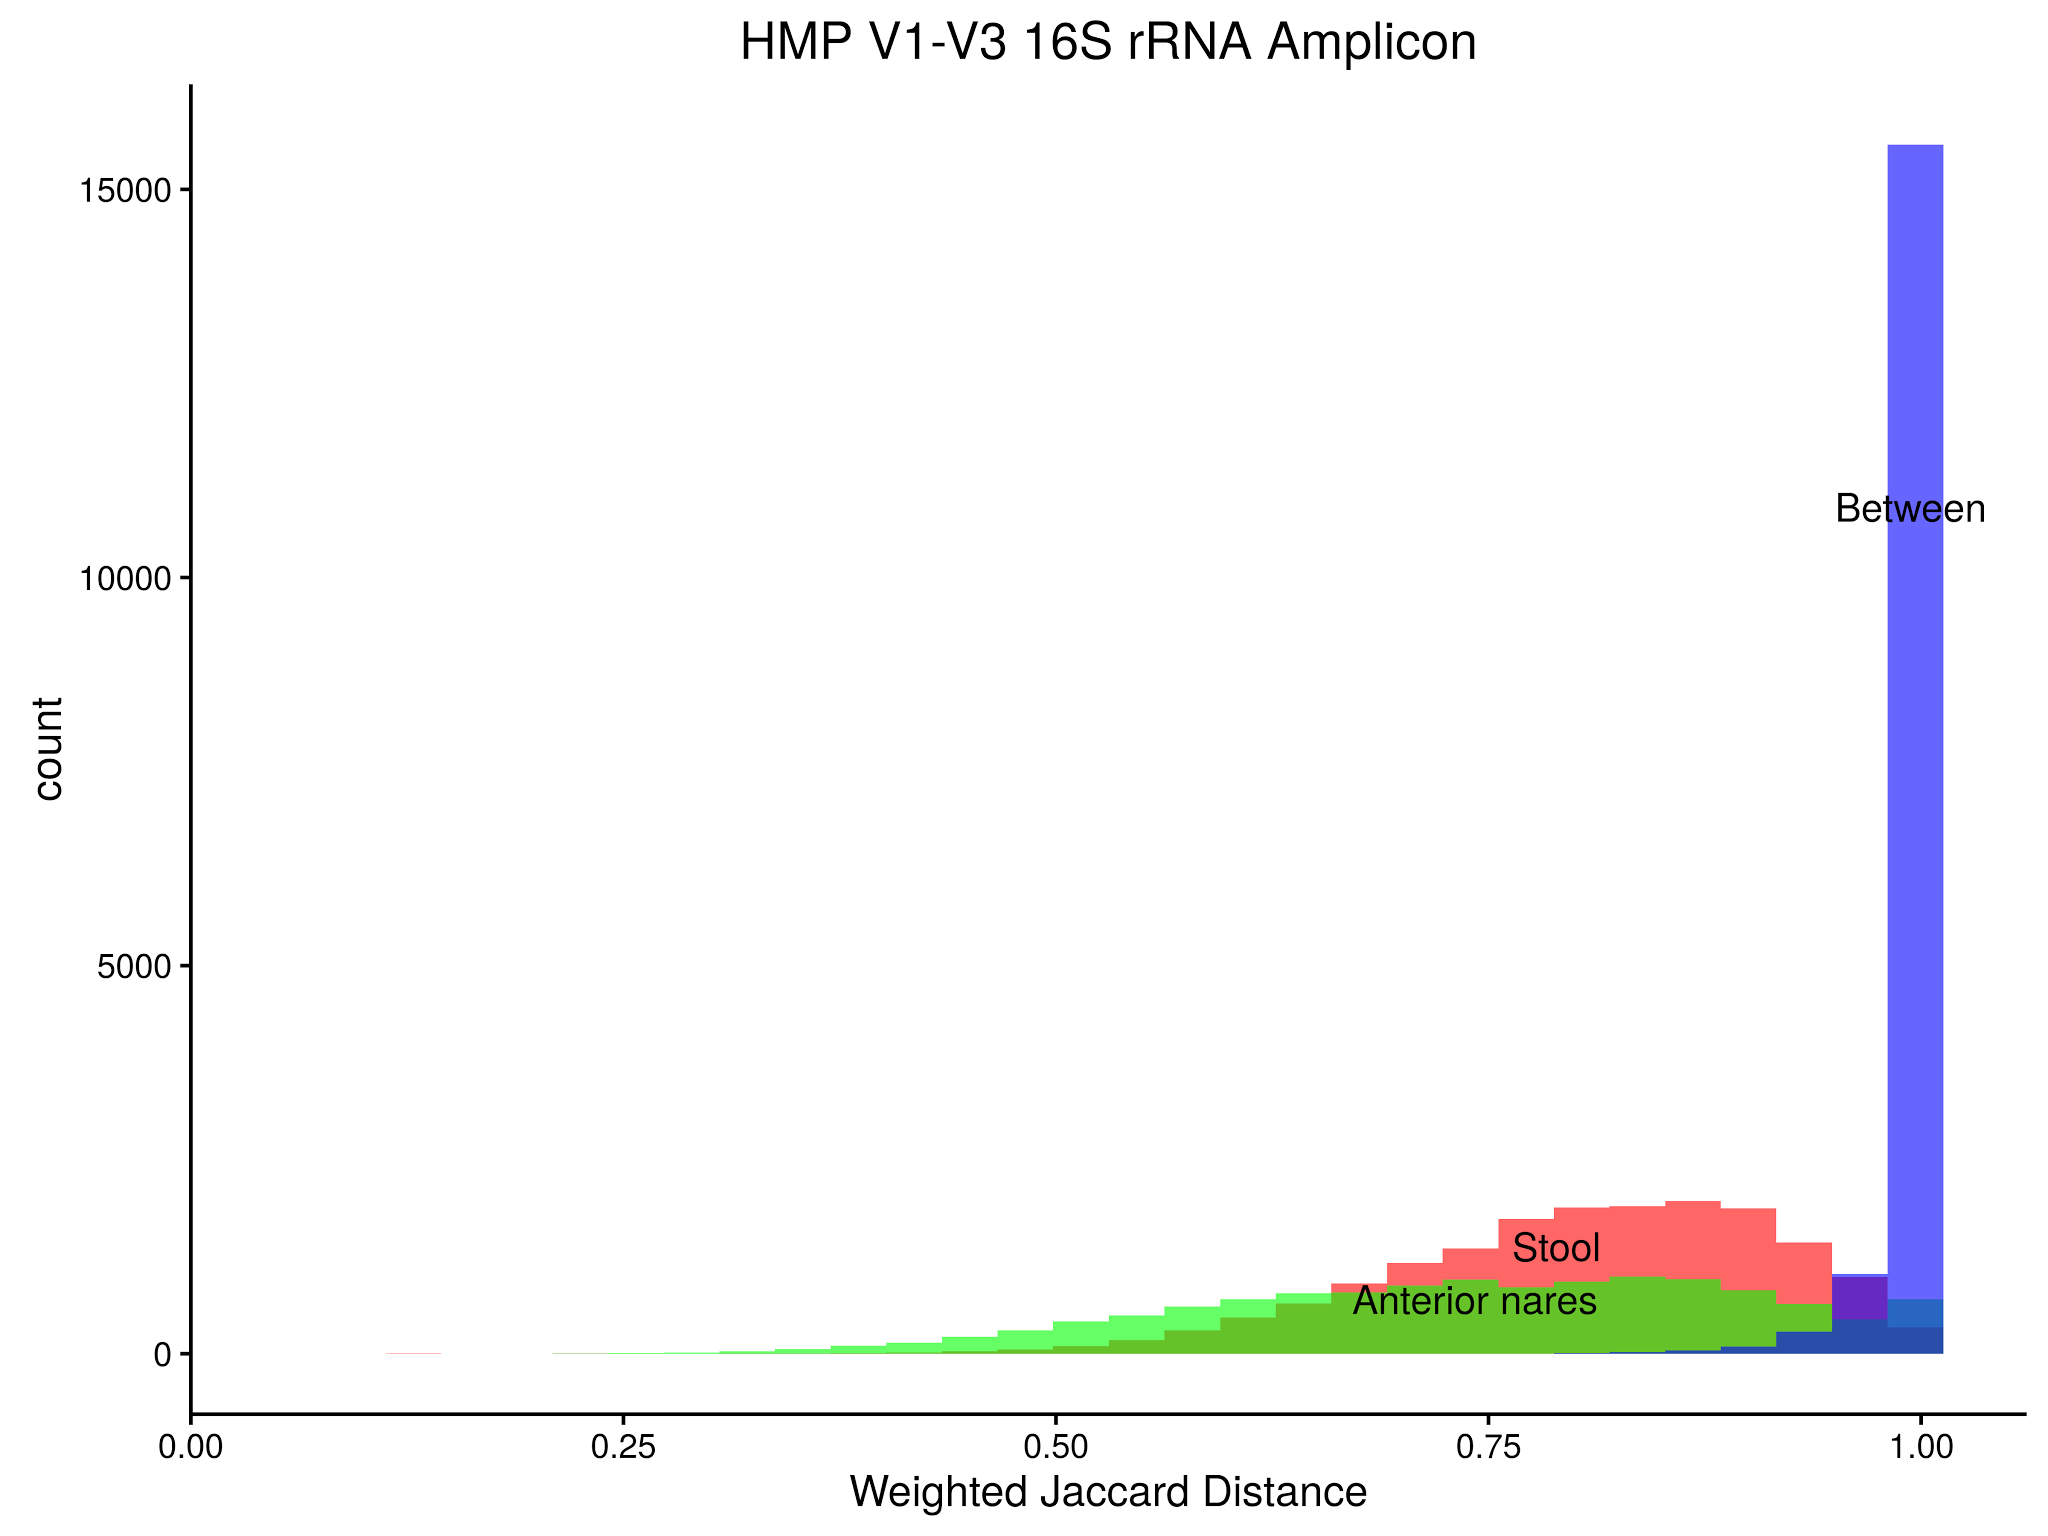 HMP V1-V3 16S rRNA Amplicon
15000
10000
5000
0
count
Between
Stool
Anterior nares
0.00 0.25 0.50 0.75 1.00
Weighted Jaccard Distance